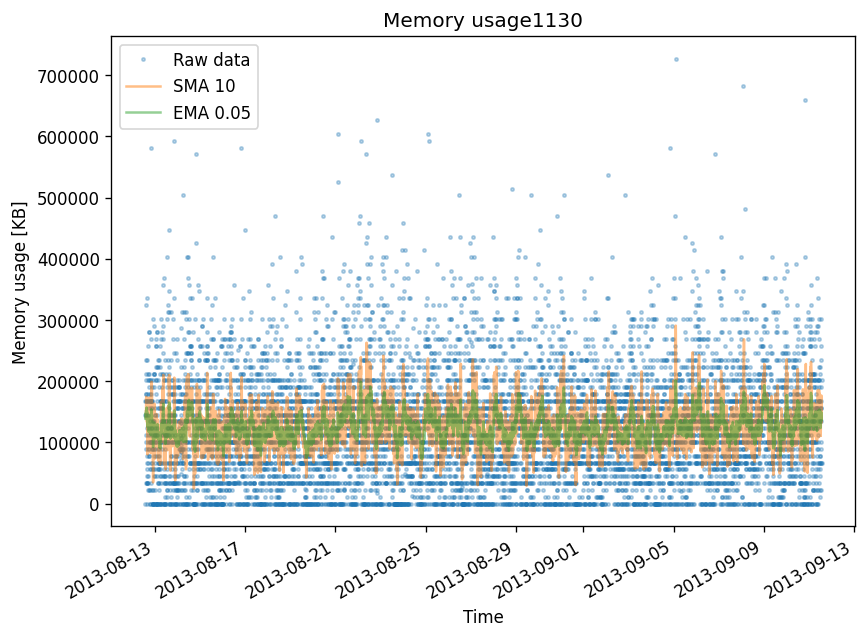 Memory usage1130
Raw data
SMA 10
EMA 0.05
Memory usage [KB]
700000
600000
500000
400000
300000
200000
100000
0
2013-08-13
2013-08-17
2013-08-21
2013-08-25
2013-08-29
2013-09-01
2013-09-05
2013-09-09
2013-09-13
Time